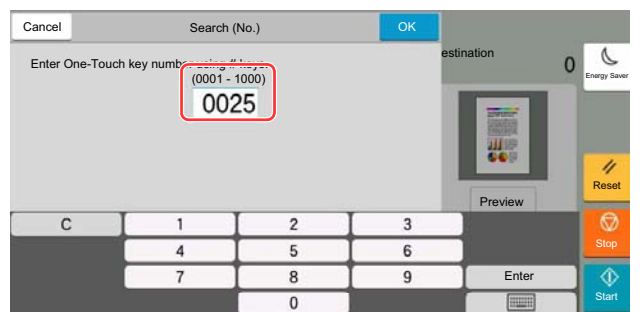 Cancel
Search (No.)
OK
Enter One-Touch key number using # keys.
(0001 - 1000)
0025
estination
0
Energy Saver
Reset
Preview
C
1
2
3
Stop
4
5
6
7
8
9
Enter
Start
0